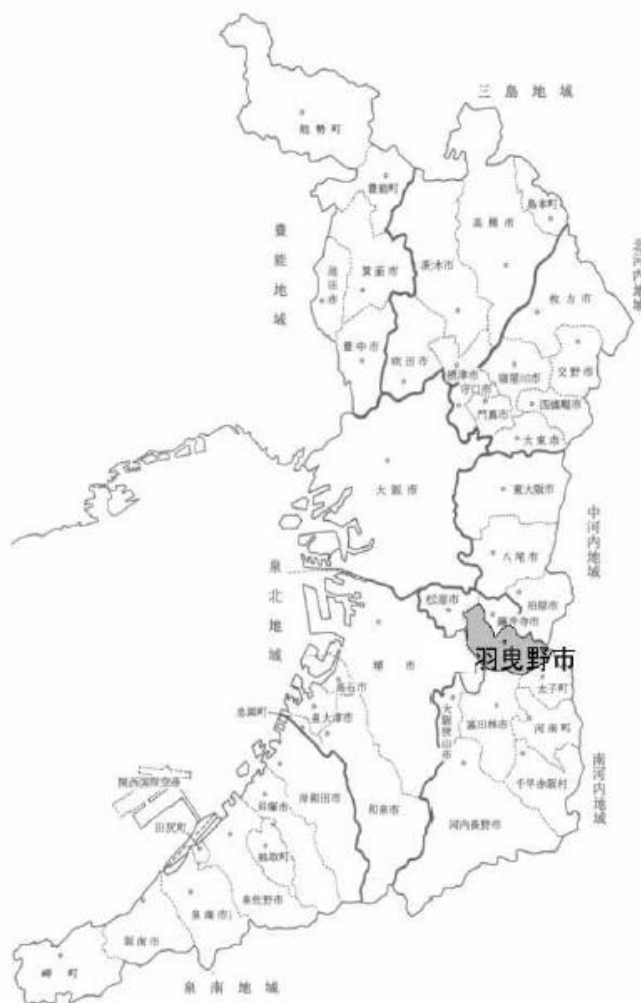 三島地域
能勢町
豊能町
島本町
高槻市
豊能地域
北河内地域
箕面市
茨木市
池田市
枚方市
豊中市
吹田市
摂津市
寝屋川市
交野市
守口市
門真市
四條畷市
大東市
大阪市
東大阪市
中河内地域
八尾市
泉北地域
松原市
柏原市
藤井寺市
羽曳野市
堺市
太子町
高石市
忠岡町
泉大津市
大阪狭山市
富田林市
河南町
関西国際空港
千早赤阪村
南河内地域
田尻町
貝塚市
岸和田市
和泉市
河内長野市
熊取町
泉佐野市
泉南市
阪南市
岬町
泉南地域